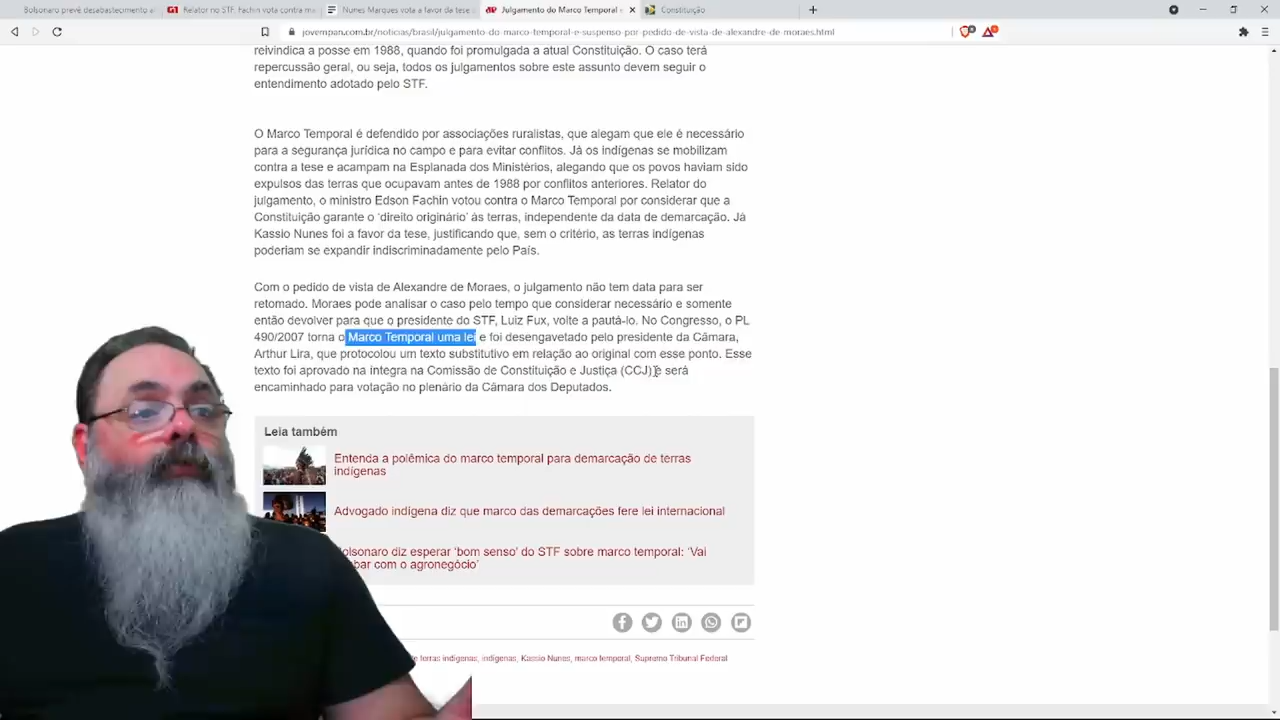 Bolsonaro prevê desabastecimento a
G1 Relator no STF, Fachin vota contra m
Nunes Marques vota a favor da tese
JP Julgamento do Marco Temporal
Constituição
jovempan.com.br/noticias/brasil/julgamento-do-marco-temporal-e-suspenso-por-pedido-de-vista-de-alexandre-de-moraes.html
reivindica a posse em 1988, quando foi promulgada a atual Constituição. O caso terá
repercussão geral, ou seja, todos os julgamentos sobre este assunto devem seguir o
entendimento adotado pelo STF.
O Marco Temporal é defendido por associações ruralistas, que alegam que ele é necessário
para a segurança jurídica no campo e para evitar conflitos. Já os indígenas se mobilizam
contra a tese e acampam na Esplanada dos Ministérios, alegando que os povos haviam sido
expulsos das terras que ocupavam antes de 1988 por conflitos anteriores. Relator do
julgamento, o ministro Edson Fachin votou contra o Marco Temporal por considerar que a
Constituição garante o ‘direito originário’ às terras, independente da data de demarcação. Já
Kassio Nunes foi a favor da tese, justificando que, sem o critério, as terras indígenas
poderiam se expandir indiscriminadamente pelo País.
Com o pedido de vista de Alexandre de Moraes, o julgamento não tem data para ser
retomado. Moraes pode analisar o caso pelo tempo que considerar necessário e somente
então devolver para que o presidente do STF, Luiz Fux, volte a pautá-lo. No Congresso, o PL
490/2007 torna o Marco Temporal uma lei e foi desengavetado pelo presidente da Câmara,
Arthur Lira, que protocolou um texto substitutivo em relação ao original com esse ponto. Esse
texto foi aprovado na íntegra na Comissão de Constituição e Justiça (CCJ) e será
encaminhado para votação no plenário da Câmara dos Deputados.
Leia também
Entenda a polêmica do marco temporal para demarcação de terras
indígenas
Advogado indígena diz que marco das demarcações fere lei internacional
Bolsonaro diz esperar ‘bom senso’ do STF sobre marco temporal: ‘Vai
bar com o agronegócio’
terras indígenas, indígenas, Kassio Nunes, marco temporal, Supremo Tribunal Federal